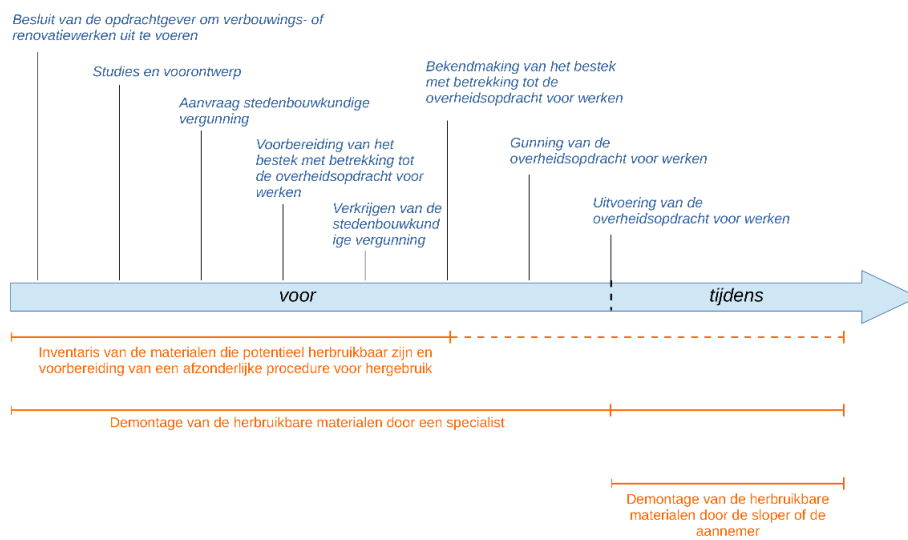 Besluit van de opdrachtgever om verbouwings- of
renovatiewerken uit te voeren
Studies en voorontwerp
Aanvraag stedenbouwkundige
vergunning
Voorbereiding van het
bestek met betrekking tot
de overheidsopdracht voor
werken
Verkrijgen van de
stedenbouwkund
ige vergunning
Bekendmaking van het bestek
met betrekking tot de
overheidsopdracht voor werken
Gunning van de
overheidsopdracht voor werken
Uitvoering van de
overheidsopdracht voor werken
voor
tijdens
Inventaris van de materialen die potentieel herbruikbaar zijn en
voorbereiding van een afzonderlijke procedure voor hergebruik
Demontage van de herbruikbare materialen door een specialist
Demontage van de herbruikbare
materialen door de sloper of de
aannemer